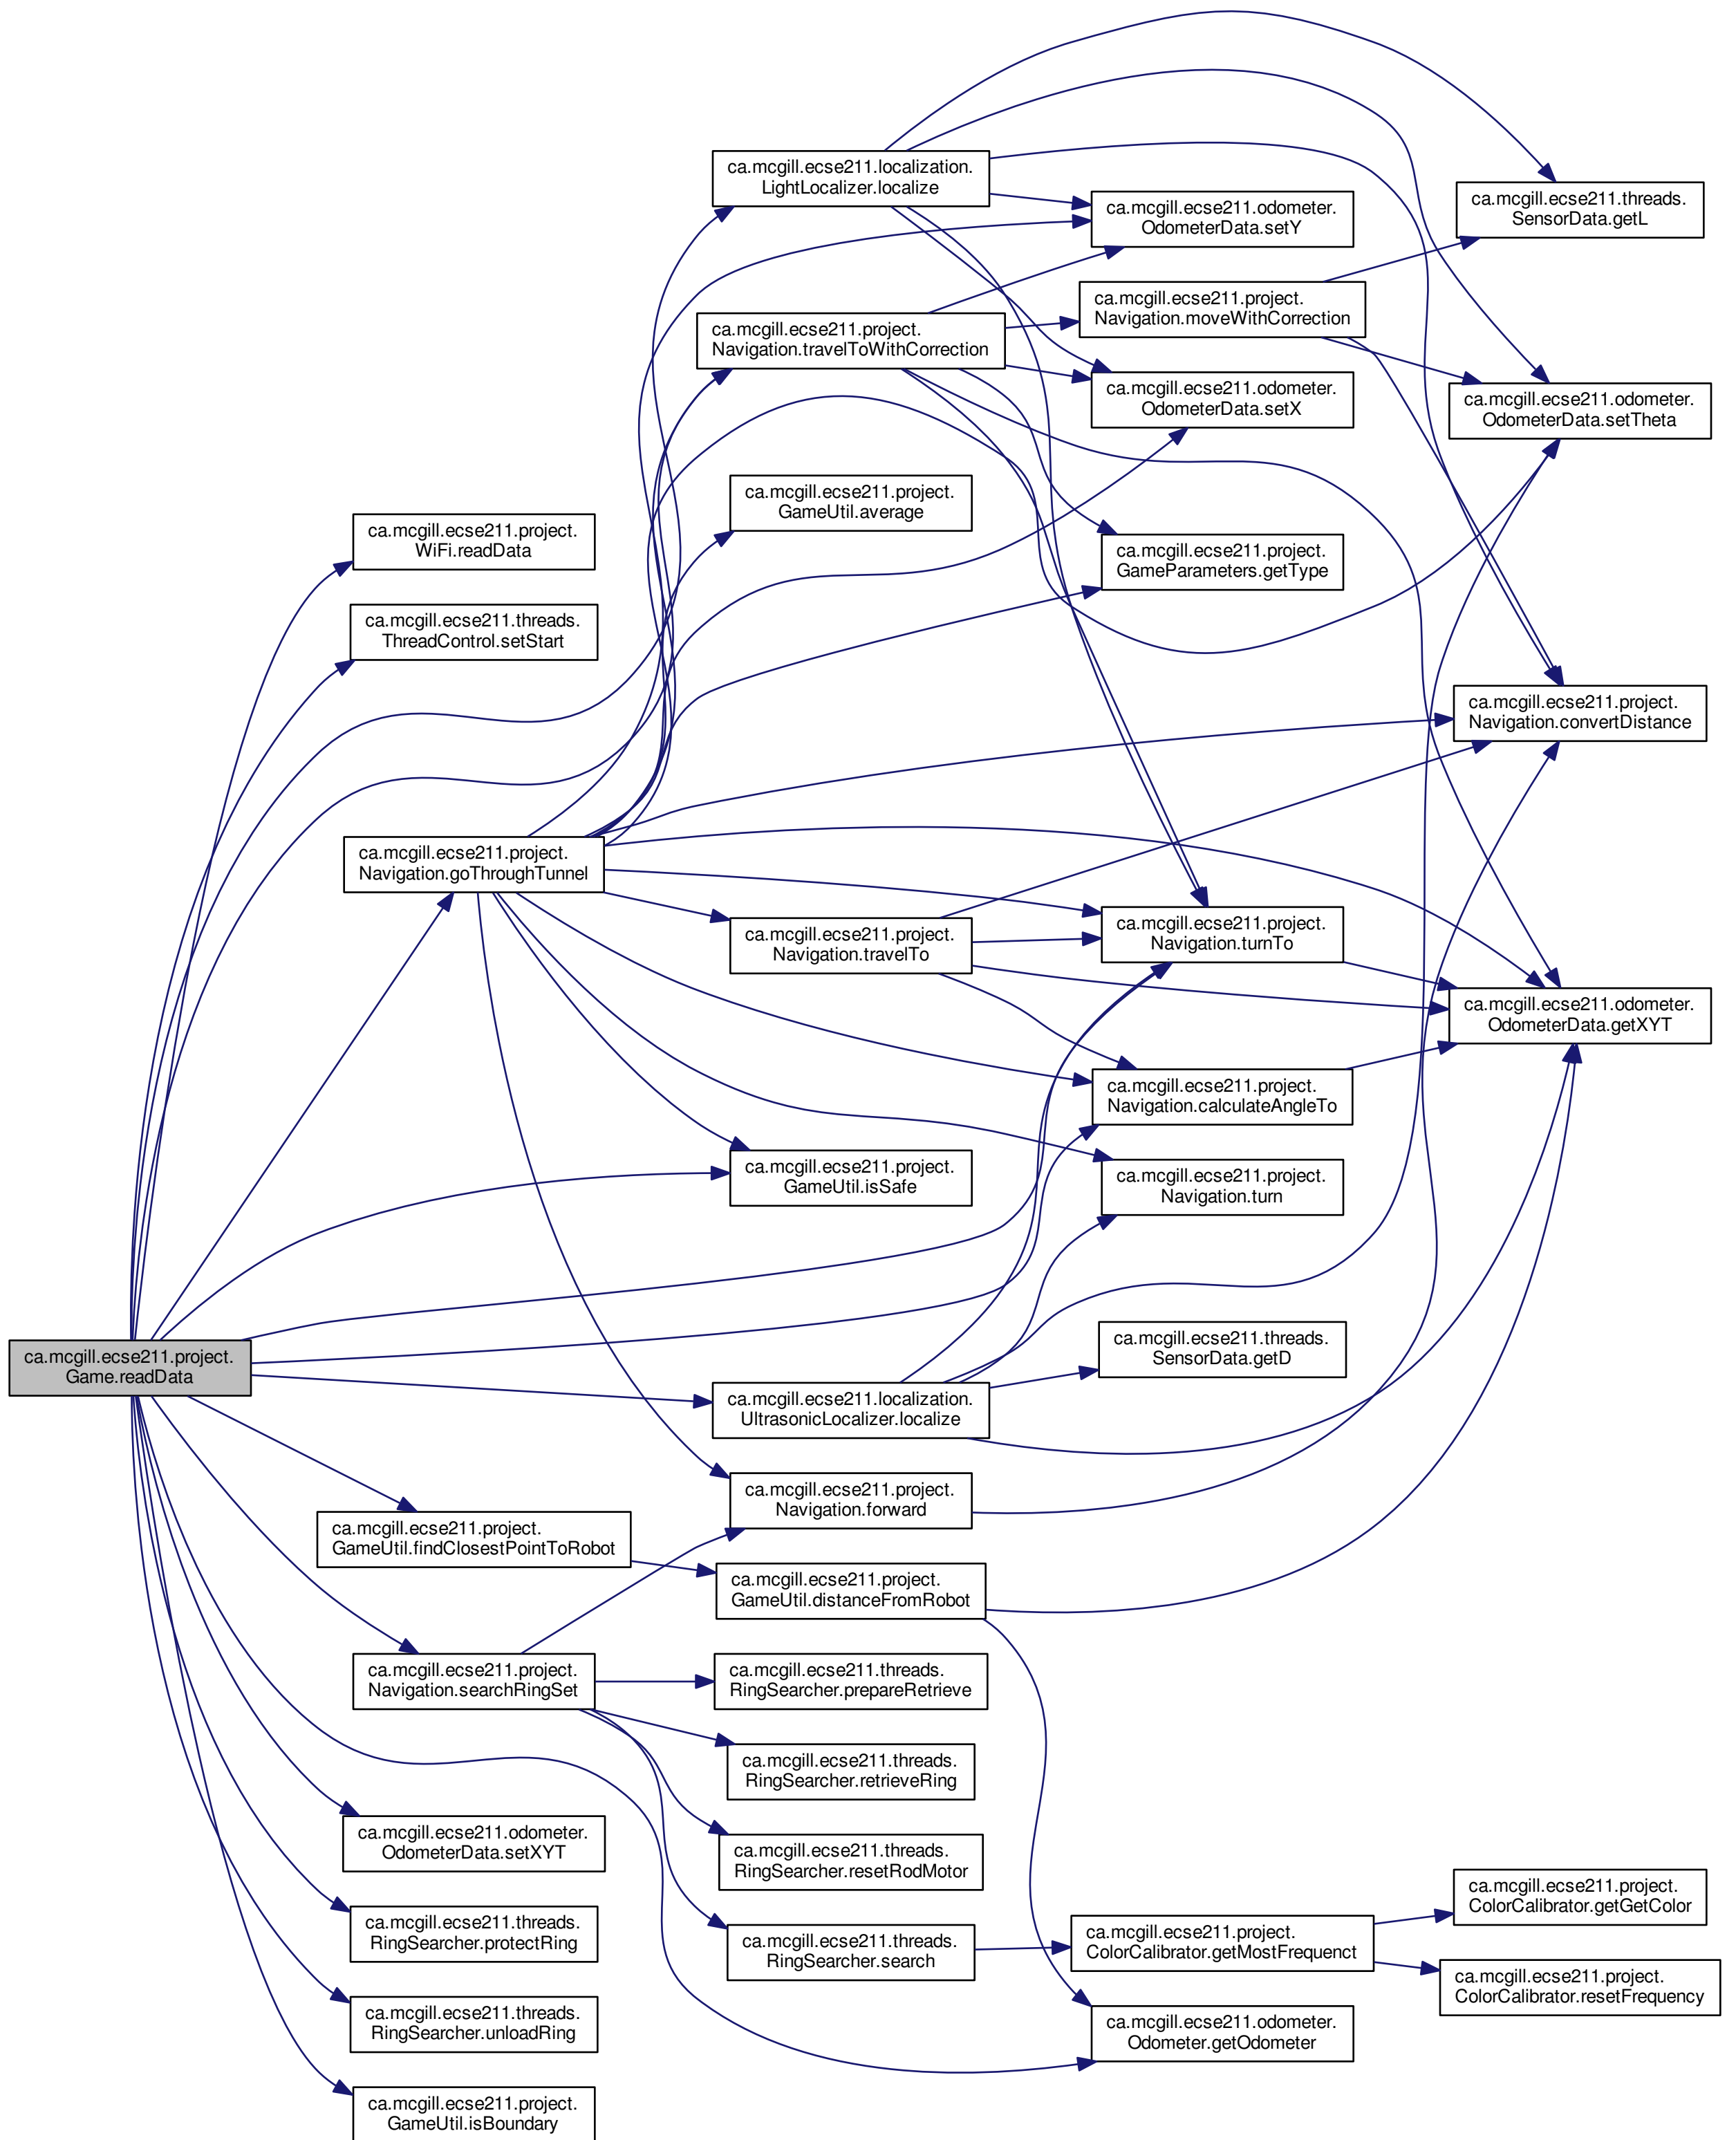 ca.mcgill.ecse211.localization.
LightLocalizer.localize
ca.mcgill.ecse211.threads.
SensorData.getL
ca.mcgill.ecse211.odometer.
OdometerData.setY
ca.mcgill.ecse211.project.
Navigation.moveWithCorrection
ca.mcgill.ecse211.project.
Navigation.travelToWithCorrection
ca.mcgill.ecse211.odometer.
OdometerData.setX
ca.mcgill.ecse211.odometer.
OdometerData.setTheta
ca.mcgill.ecse211.project.
GameUtil.average
ca.mcgill.ecse211.project.
WiFi.readData
ca.mcgill.ecse211.project.
GameParameters.getType
ca.mcgill.ecse211.threads.
ThreadControl.setStart
ca.mcgill.ecse211.project.
Navigation.convertDistance
ca.mcgill.ecse211.project.
Navigation.goThroughTunnel
ca.mcgill.ecse211.project.
Navigation.travelTo
ca.mcgill.ecse211.project.
Navigation.turnTo
ca.mcgill.ecse211.odometer.
OdometerData.getXYT
ca.mcgill.ecse211.project.
Navigation.calculateAngleTo
ca.mcgill.ecse211.project.
GameUtil.isSafe
ca.mcgill.ecse211.project.
Navigation.turn
ca.mcgill.ecse211.project.
Game.readData
ca.mcgill.ecse211.threads.
SensorData.getD
ca.mcgill.ecse211.localization.
UltrasonicLocalizer.localize
ca.mcgill.ecse211.project.
Navigation.forward
ca.mcgill.ecse211.project.
GameUtil.findClosestPointToRobot
ca.mcgill.ecse211.project.
GameUtil.distanceFromRobot
ca.mcgill.ecse211.project.
Navigation.searchRingSet
ca.mcgill.ecse211.threads.
RingSearcher.prepareRetrieve
ca.mcgill.ecse211.threads.
RingSearcher.retrieveRing
ca.mcgill.ecse211.odometer.
OdometerData.setXYT
ca.mcgill.ecse211.threads.
RingSearcher.resetRodMotor
ca.mcgill.ecse211.project.
ColorCalibrator.getGetColor
ca.mcgill.ecse211.threads.
RingSearcher.protectRing
ca.mcgill.ecse211.threads.
RingSearcher.search
ca.mcgill.ecse211.project.
ColorCalibrator.getMostFrequenct
ca.mcgill.ecse211.project.
ColorCalibrator.resetFrequency
ca.mcgill.ecse211.threads.
RingSearcher.unloadRing
ca.mcgill.ecse211.odometer.
Odometer.getOdometer
ca.mcgill.ecse211.project.
GameUtil.isBoundary